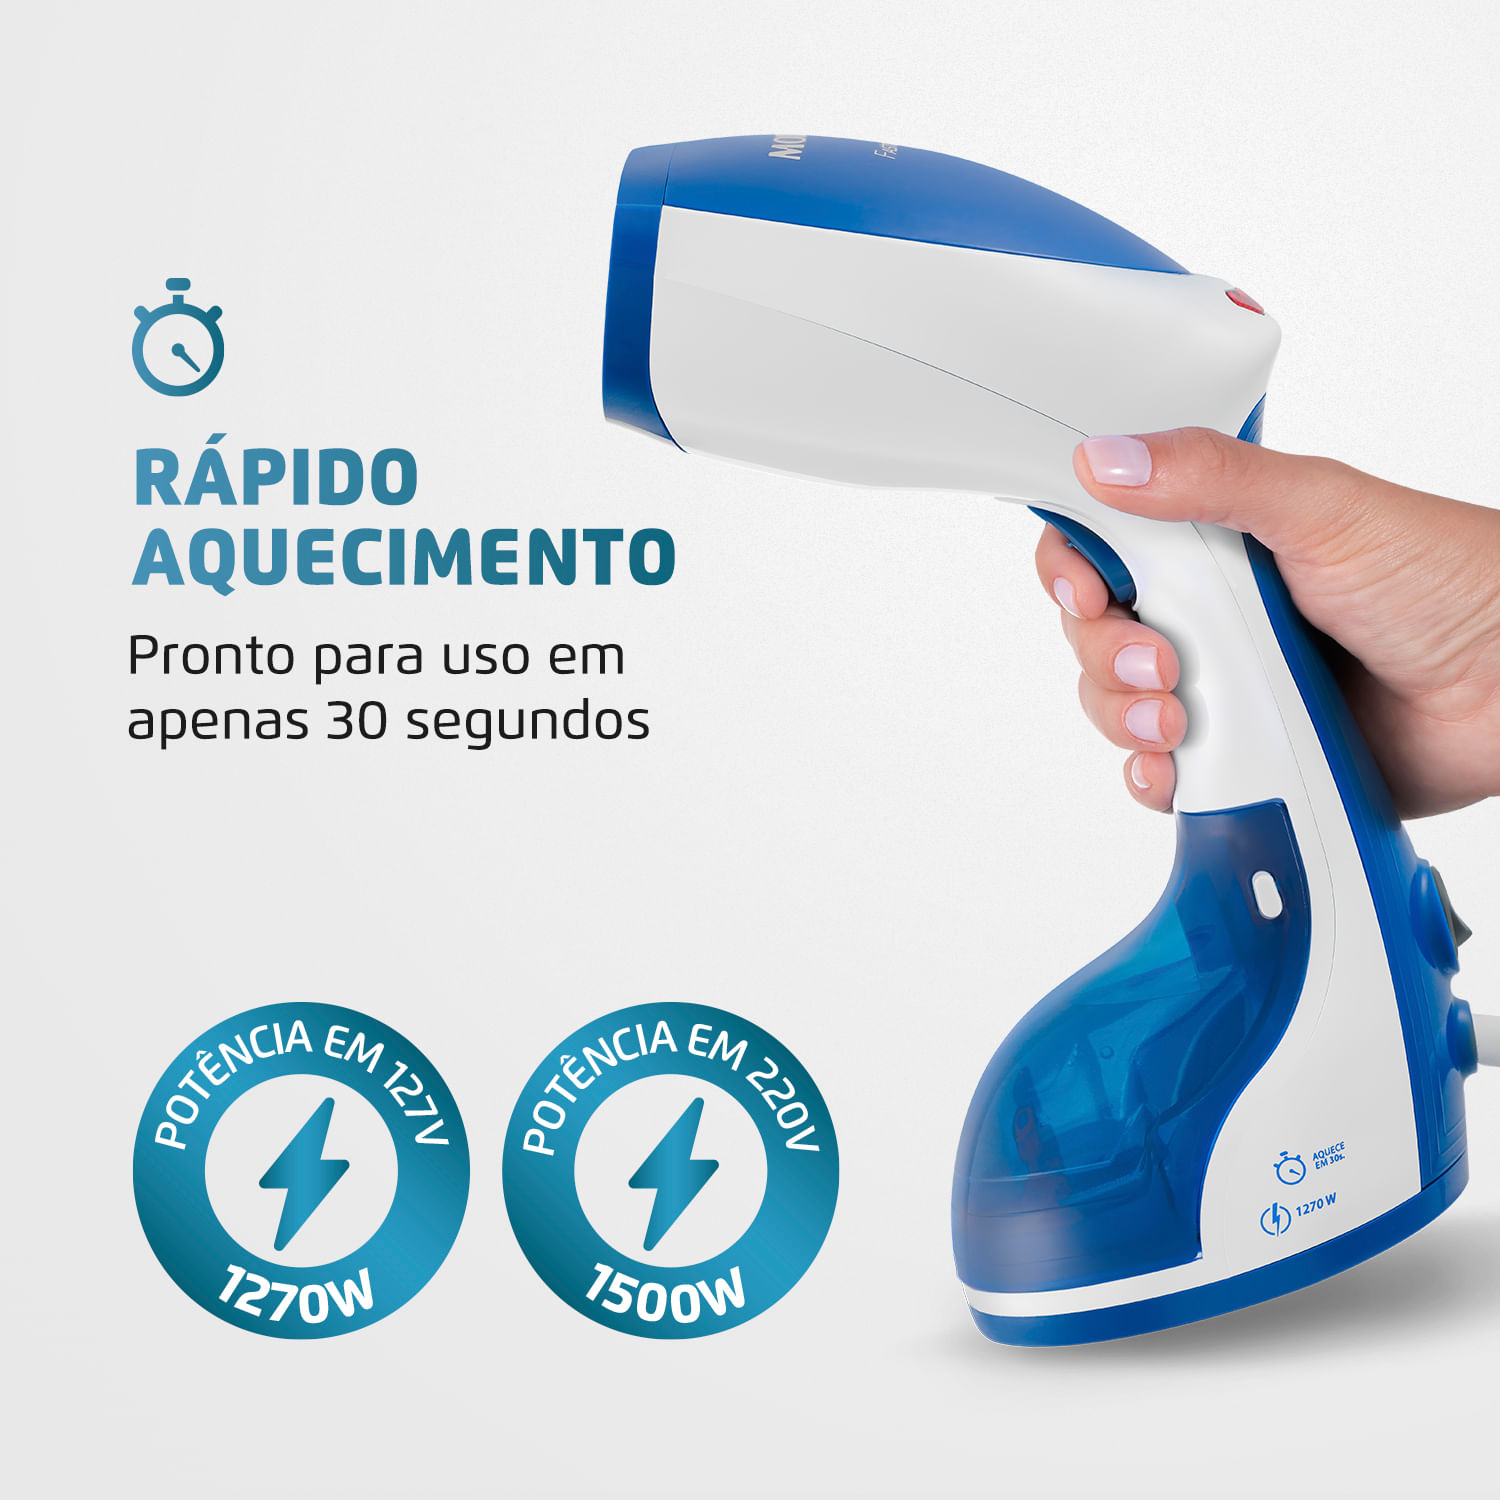 RÁPIDO
AQUECIMENTO
Pronto para uso em
apenas 30 segundos
POTÊNCIA EM 127V
1270W
POTÊNCIA EM 220V
1500W
AQUECE
EM 30s.
1270 W